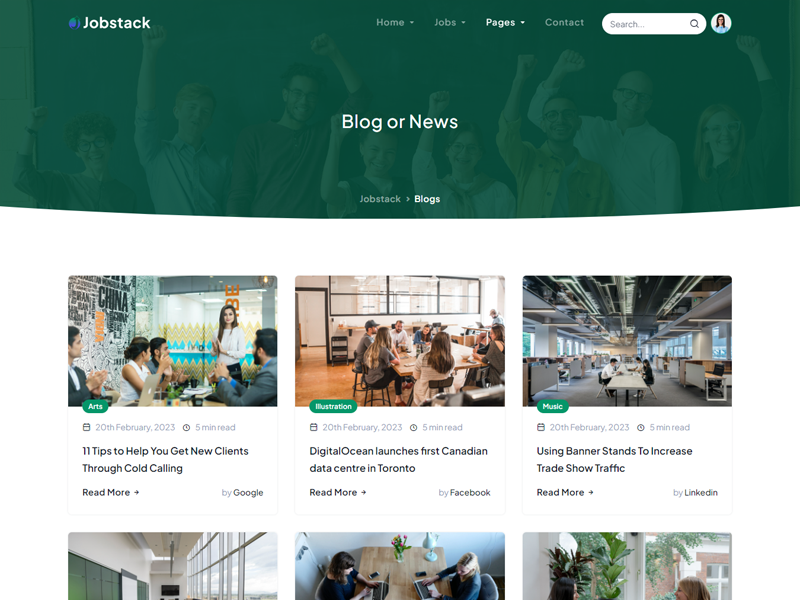 Jobstack
Home Jobs Pages Contact Search...
Blog or News
Jobstack > Blogs
CHINA
Arts
20th February, 2023 5 min read
11 Tips to Help You Get New Clients
Through Cold Calling
Read More → by Google
Illustration
20th February, 2023 5 min read
DigitalOcean launches first Canadian
data centre in Toronto
Read More → by Facebook
Music
20th February, 2023 5 min read
Using Banner Stands To Increase
Trade Show Traffic
Read More → by Linkedin